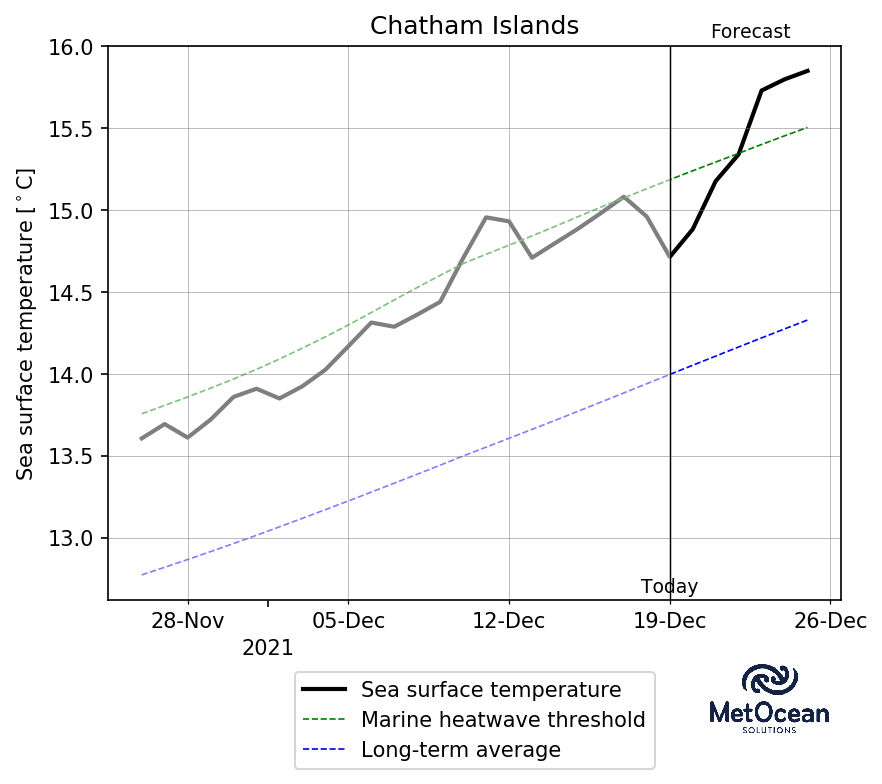 Chatham Islands
Forecast
Sea surface temperature [°C]
16.0
15.5
15.0
14.5
14.0
13.5
13.0
Today
28-Nov 05-Dec 12-Dec 19-Dec 26-Dec
2021
Sea surface temperature
Marine heatwave threshold
Long-term average
MetOcean
SOLUTIONS